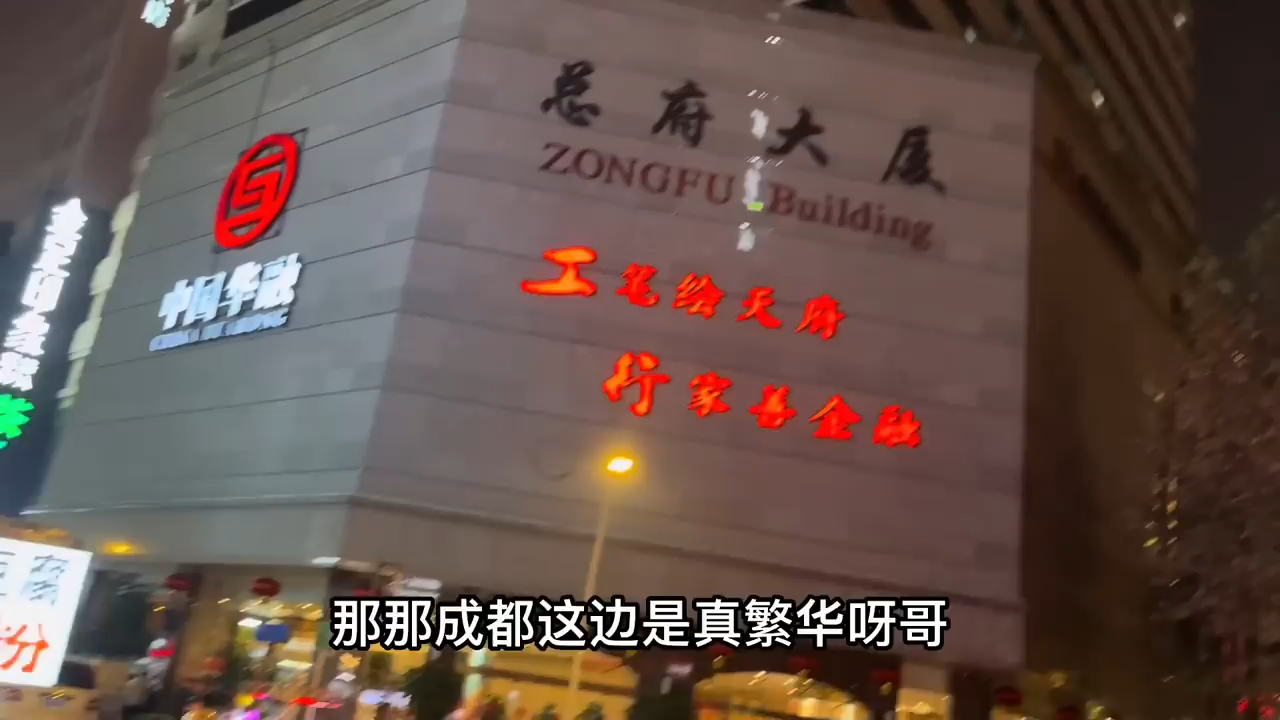 总府大厦
ZONGFU Building
工笔绘天府
行家善金融
中国华融
那那成都这边是真繁华呀哥